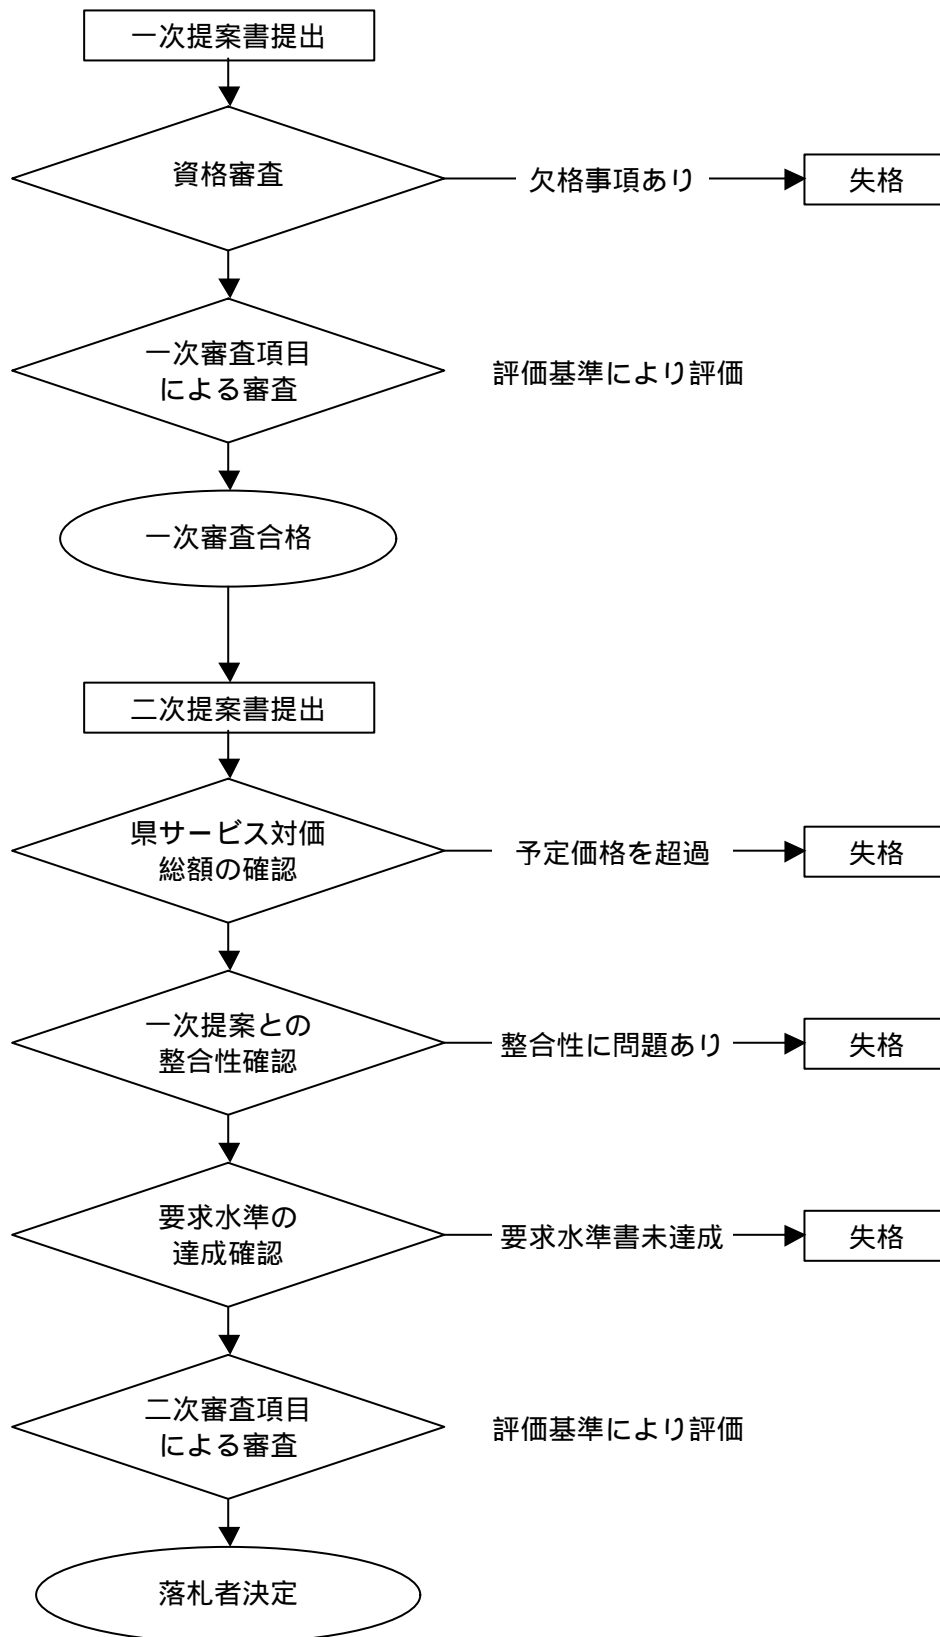 一次提案書提出
資格審査
欠格事項あり
失格
一次審査項目
による審査
評価基準により評価
一次審査合格
二次提案書提出
県サービス対価
総額の確認
予定価格を超過
失格
一次提案との
整合性確認
整合性に問題あり
失格
要求水準の
達成確認
要求水準書未達成
失格
二次審査項目
による審査
評価基準により評価
落札者決定